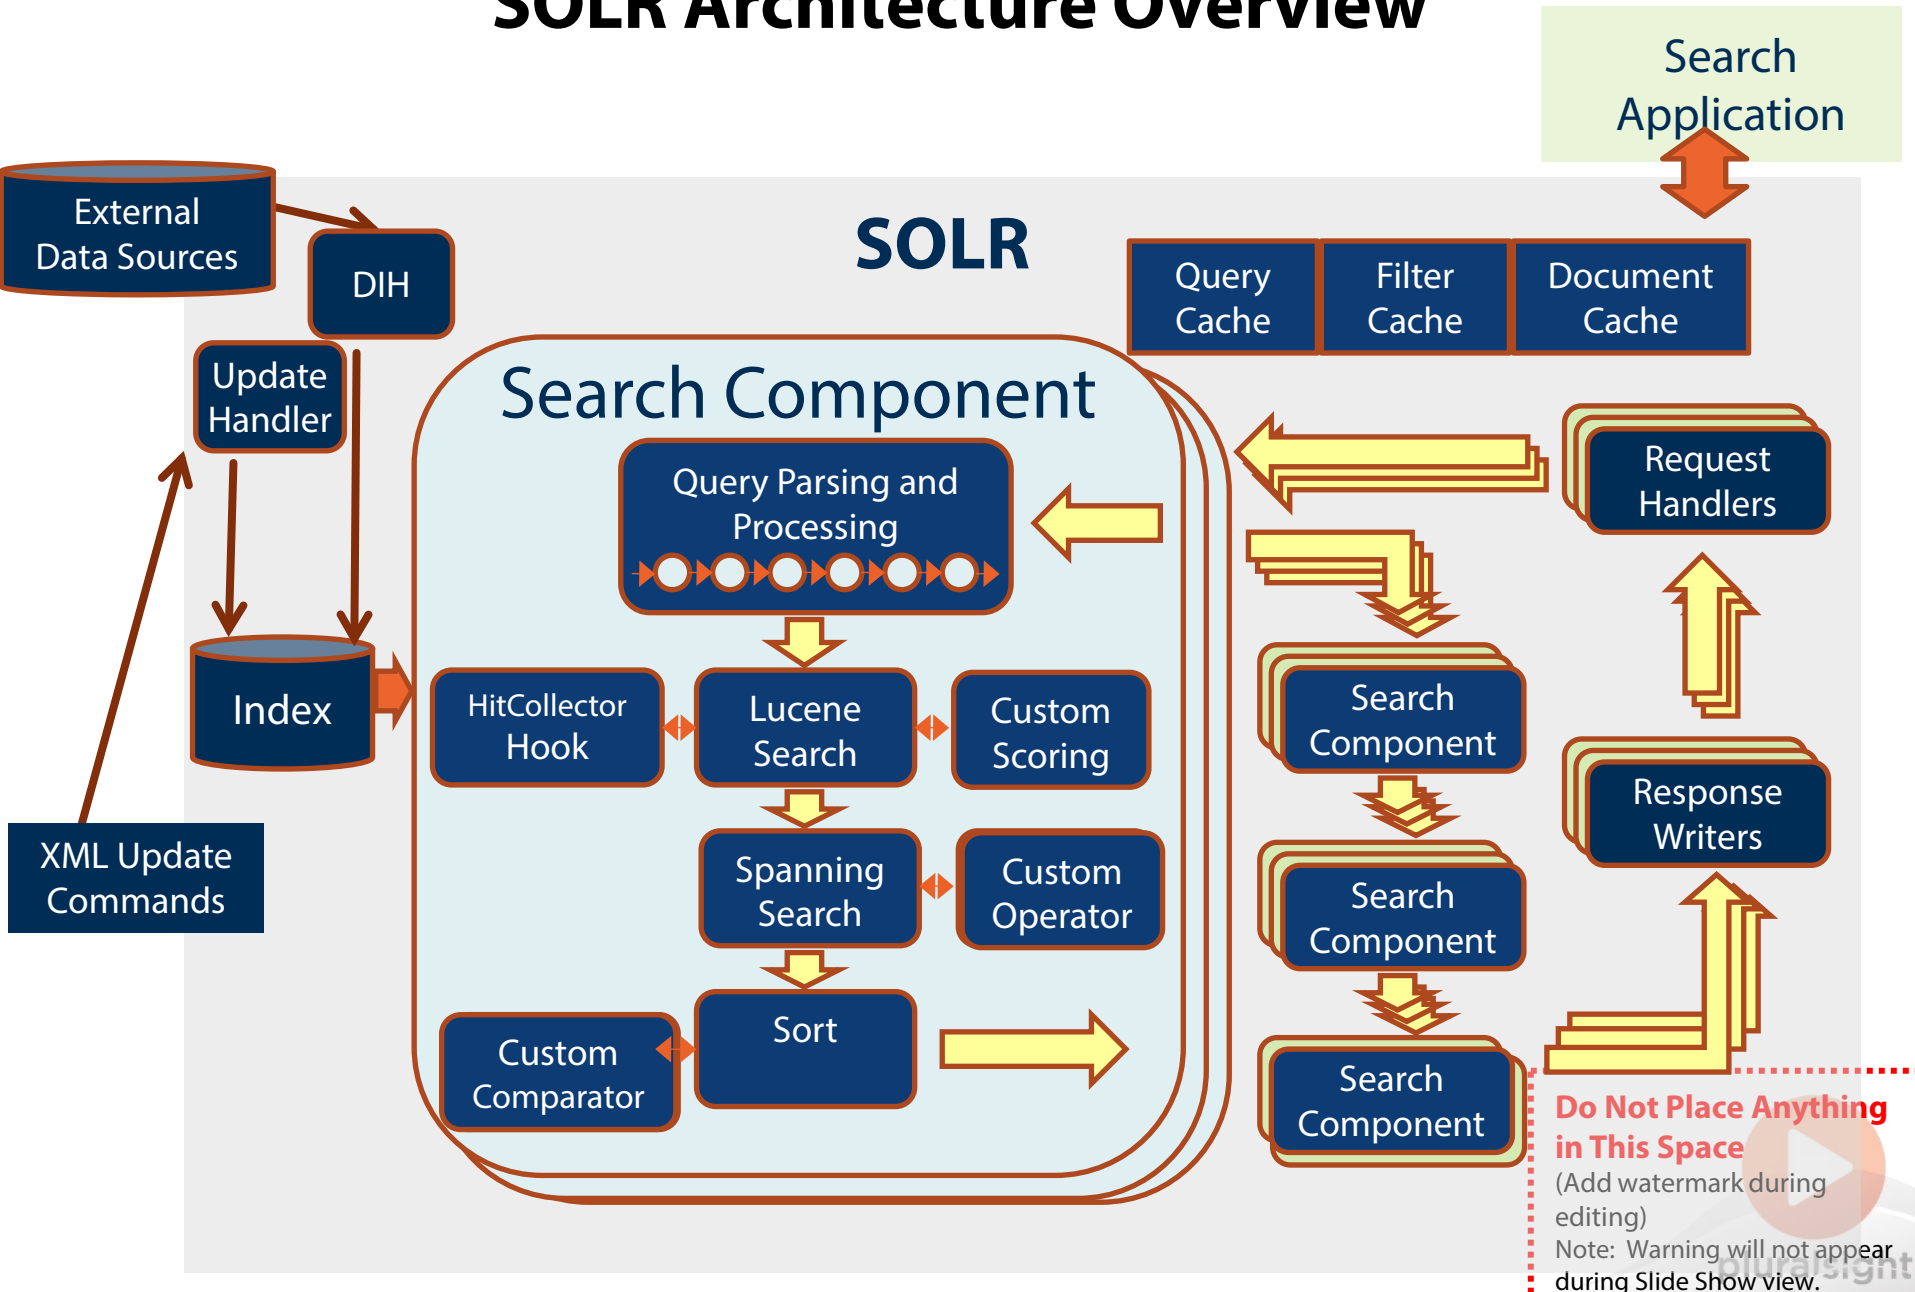 SOLR Architecture Overview
Search
Application
External
Data Sources
DIH
SOLR
Query
Cache
Filter
Cache
Document
Cache
Update
Handler
Search Component
Query Parsing and
Processing
Request
Handlers
Index
HitCollector
Hook
Lucene
Search
Custom
Scoring
Search
Component
Response
Writers
XML Update
Commands
Spanning
Search
Custom
Operator
Search
Component
Custom
Comparator
Sort
Search
Component
Do Not Place Anything
in This Space
(Add watermark during
editing)
Note: Warning will not appear
during Slide Show view.
pluralsight